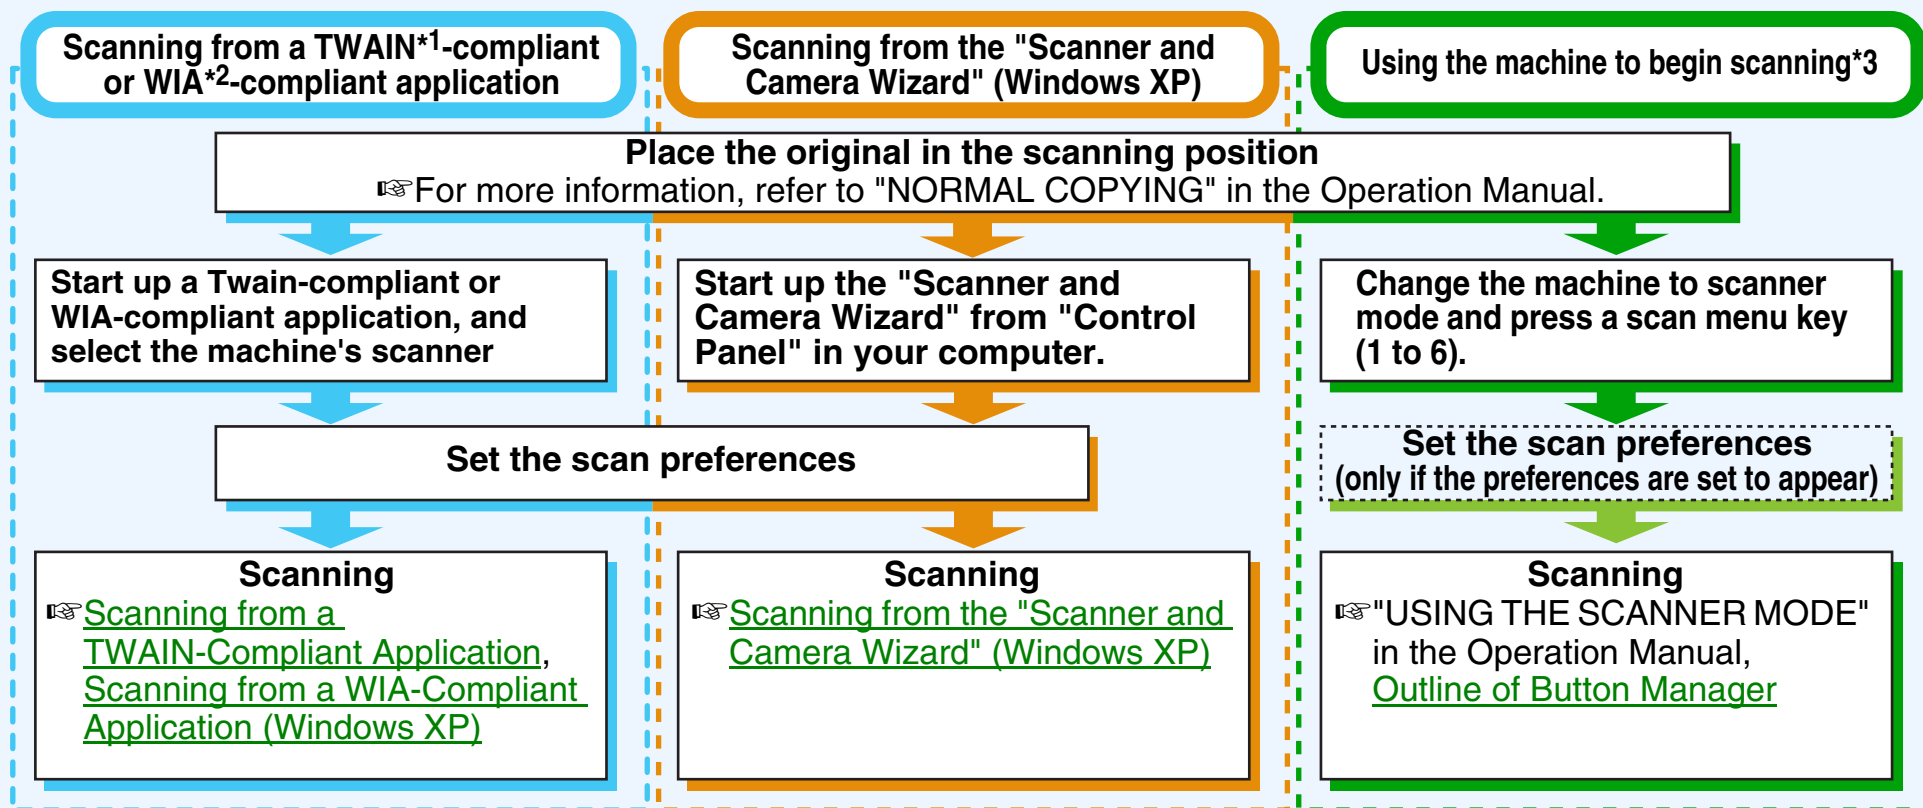 Scanning from a TWAIN*1-compliant
or WIA*2-compliant application
Scanning from the "Scanner and
Camera Wizard" (Windows XP)
Using the machine to begin scanning*3
Place the original in the scanning position
☞For more information, refer to "NORMAL COPYING" in the Operation Manual.
Start up a Twain-compliant or
WIA-compliant application, and
select the machine's scanner
Start up the "Scanner and
Camera Wizard" from "Control
Panel" in your computer.
Change the machine to scanner
mode and press a scan menu key
(1 to 6).
Set the scan preferences
Set the scan preferences
(only if the preferences are set to appear)
Scanning
☞Scanning from a
TWAIN-Compliant Application,
Scanning from a WIA-Compliant
Application (Windows XP)
Scanning
☞Scanning from the "Scanner and
Camera Wizard" (Windows XP)
Scanning
☞"USING THE SCANNER MODE"
in the Operation Manual,
Outline of Button Manager